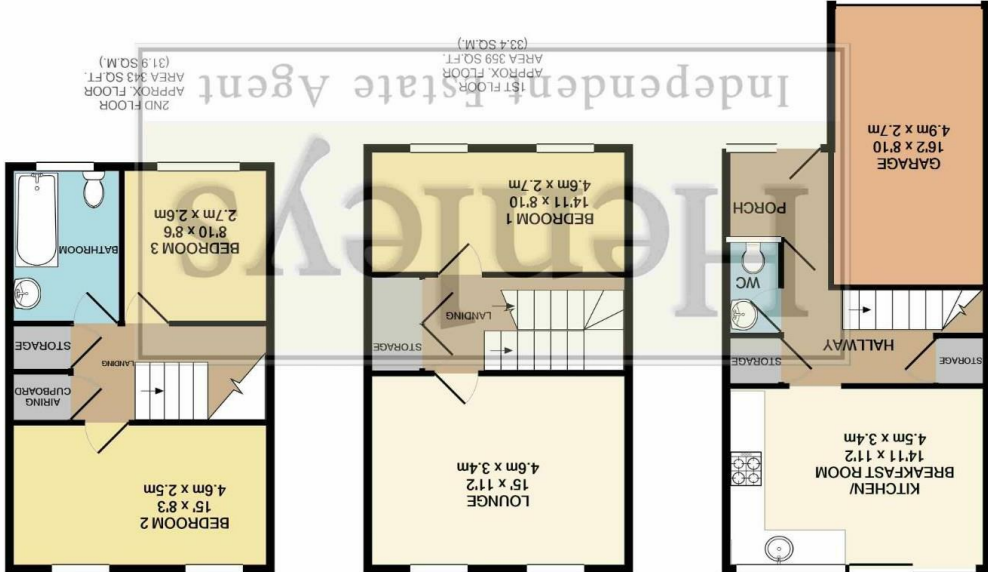 KITCHEN/
BREAKFAST ROOM
14'11 x 11'2
4.5m x 3.4m
STORAGE
HALLWAY
STORAGE
WC
PORCH
GARAGE
16'2 x 8'10
4.9m x 2.7m
LOUNGE
15' x 11'2
4.6m x 3.4m
LANDING
STORAGE
BEDROOM 1
14'11 x 8'10
4.6m x 2.7m
1ST FLOOR
APPROX. FLOOR
AREA 359 SQ.FT.
(33.4 SQ.M.)
BEDROOM 2
15' x 8'3
4.6m x 2.5m
AIRING
CUPBOARD
LANDING
STORAGE
BEDROOM 3
8'10 x 8'6
2.7m x 2.6m
BATHROOM
2ND FLOOR
APPROX. FLOOR
AREA 343 SQ.FT.
(31.9 SQ.M.)
Henleys
Independent Estate Agent